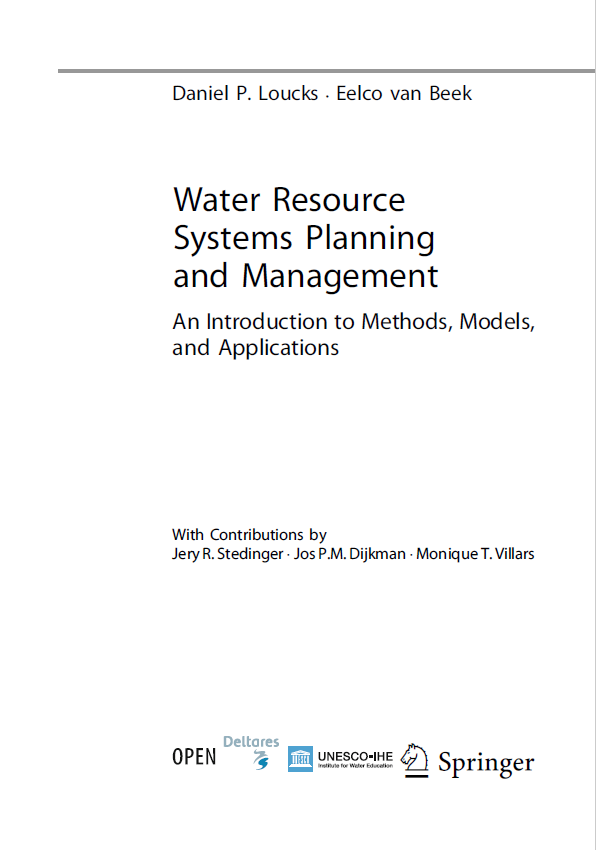 Daniel P. Loucks · Eelco van Beek
Water Resource
Systems Planning
and Management
An Introduction to Methods, Models,
and Applications
With Contributions by
Jery R. Stedinger · Jos P.M. Dijkman · Monique T. Villars
OPEN
Deltares
UNESCO
UNESCO-IHE
Institute for Water Education
Springer